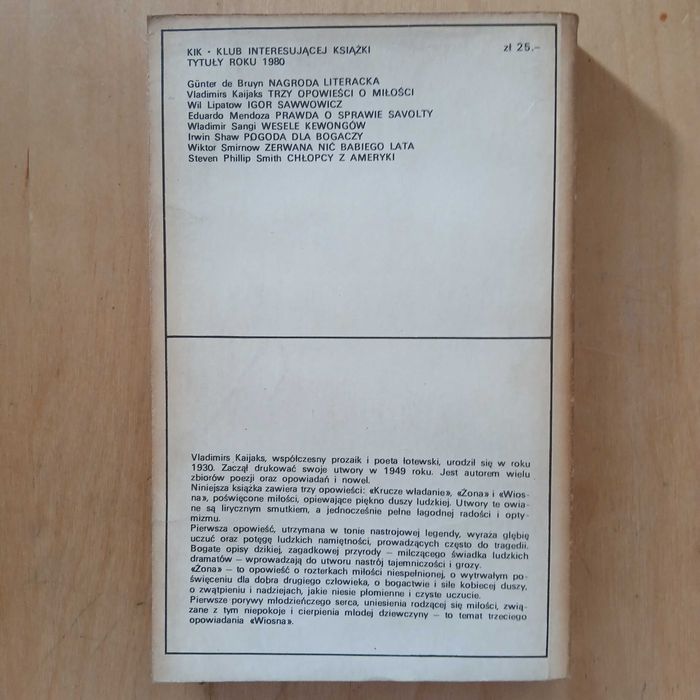 KIK · KLUB INTERESUJĄCEJ KSIĄŻKI zł 25,–
TYTUŁY ROKU 1980
Günter de Bruyn NAGRODA LITERACKA
Vladimirs Kaijaks TRZY OPOWIEŚCI O MIŁOŚCI
Wil Lipatow IGOR SAWWOWICZ
Eduardo Mendoza PRAWDA O SPRAWIE SAVOLTY
Władimir Sangi WESELE KEWONGÓW
Irwin Shaw POGODA DLA BOGACZY
Wiktor Smirnow ZERWANA NIĆ BABIEGO LATA
Steven Phillip Smith CHŁOPCY Z AMERYKI
Vladimirs Kaijaks, współczesny prozaik i poeta łotewski, urodził się w roku
1930. Zaczął drukować swoje utwory w 1949 roku. Jest autorem wielu
zbiorów poezji oraz opowiadań i nowel.
Niniejsza książka zawiera trzy opowieści: «Krucze władanie», «Żona» i «Wios-
na», poświęcone miłości, opiewające piękno duszy ludzkiej. Utwory te owia-
ne są lirycznym smutkiem, a jednocześnie pełne łagodnej radości i opty-
mizmu.
Pierwsza opowieść, utrzymana w tonie nastrojowej legendy, wyraża głębię
uczuć oraz potęgę ludzkich namiętności, prowadzących często do tragedii.
Bogate opisy dzikiej, zagadkowej przyrody – milczącego świadka ludzkich
dramatów – wprowadzają do utworu nastrój tajemniczości i grozy.
«Żona» – to opowieść o rozterkach miłości niespełnionej, o wytrwałym po-
święceniu dla dobra drugiego człowieka, o bogactwie i sile kobiecej duszy,
o zwątpieniu i nadziejach, jakie niesie płomienne i czyste uczucie.
Pierwsze porywy młodzieńczego serca, uniesienia rodzącej się miłości, zwią-
zane z tym niepokoje i cierpienia młodej dziewczyny – to temat trzeciego
opowiadania «Wiosna».